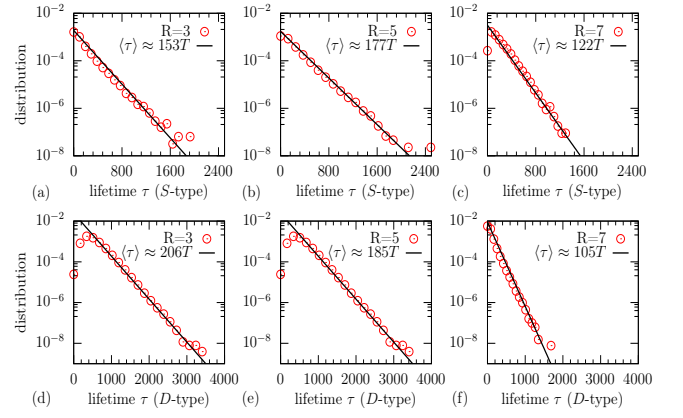 10−2
10−4
10−6
10−8
distribution
R=3
⟨τ⟩ ≈ 153T
0 800 1600 2400
(a) lifetime τ (S-type)
10−2
10−4
10−6
10−8
R=5
⟨τ⟩ ≈ 177T
0 800 1600 2400
(b) lifetime τ (S-type)
10−2
10−4
10−6
10−8
R=7
⟨τ⟩ ≈ 122T
0 800 1600 2400
(c) lifetime τ (S-type)
10−2
10−4
10−6
10−8
distribution
R=3
⟨τ⟩ ≈ 206T
0 1000 2000 3000 4000
(d) lifetime τ (D-type)
10−2
10−4
10−6
10−8
R=5
⟨τ⟩ ≈ 185T
0 1000 2000 3000 4000
(e) lifetime τ (D-type)
10−2
10−4
10−6
10−8
R=7
⟨τ⟩ ≈ 105T
0 1000 2000 3000 4000
(f) lifetime τ (D-type)